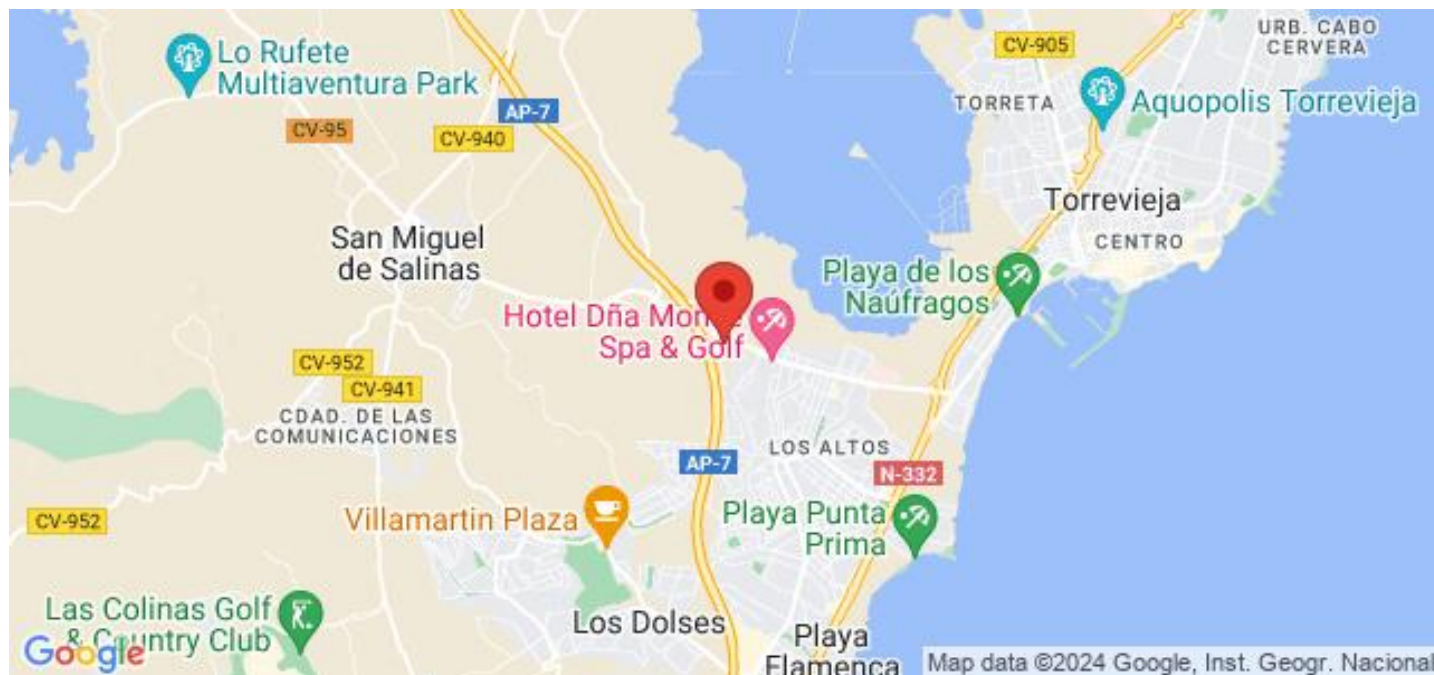 URB. CABO
CERVERA
CV-905
Lo Rufete
Multiaventura Park
TORRETA
Aquopolis Torrevieja
AP-7
CV-95
CV-940
Torrevieja
San Miguel
de Salinas
CENTRO
Playa de los
Naúfragos
Hotel Dña
Spa & Golf
CV-952
CV-941
CDAD. DE LAS
COMUNICACIONES
LOS ALTOS
AP-7
N-332
CV-952
Villamartin Plaza
Playa Punta
Prima
Las Colinas Golf
& Country Club
Los Dolses
Playa
Flamenca
Google
Map data ©2024 Google, Inst. Geogr. Nacional